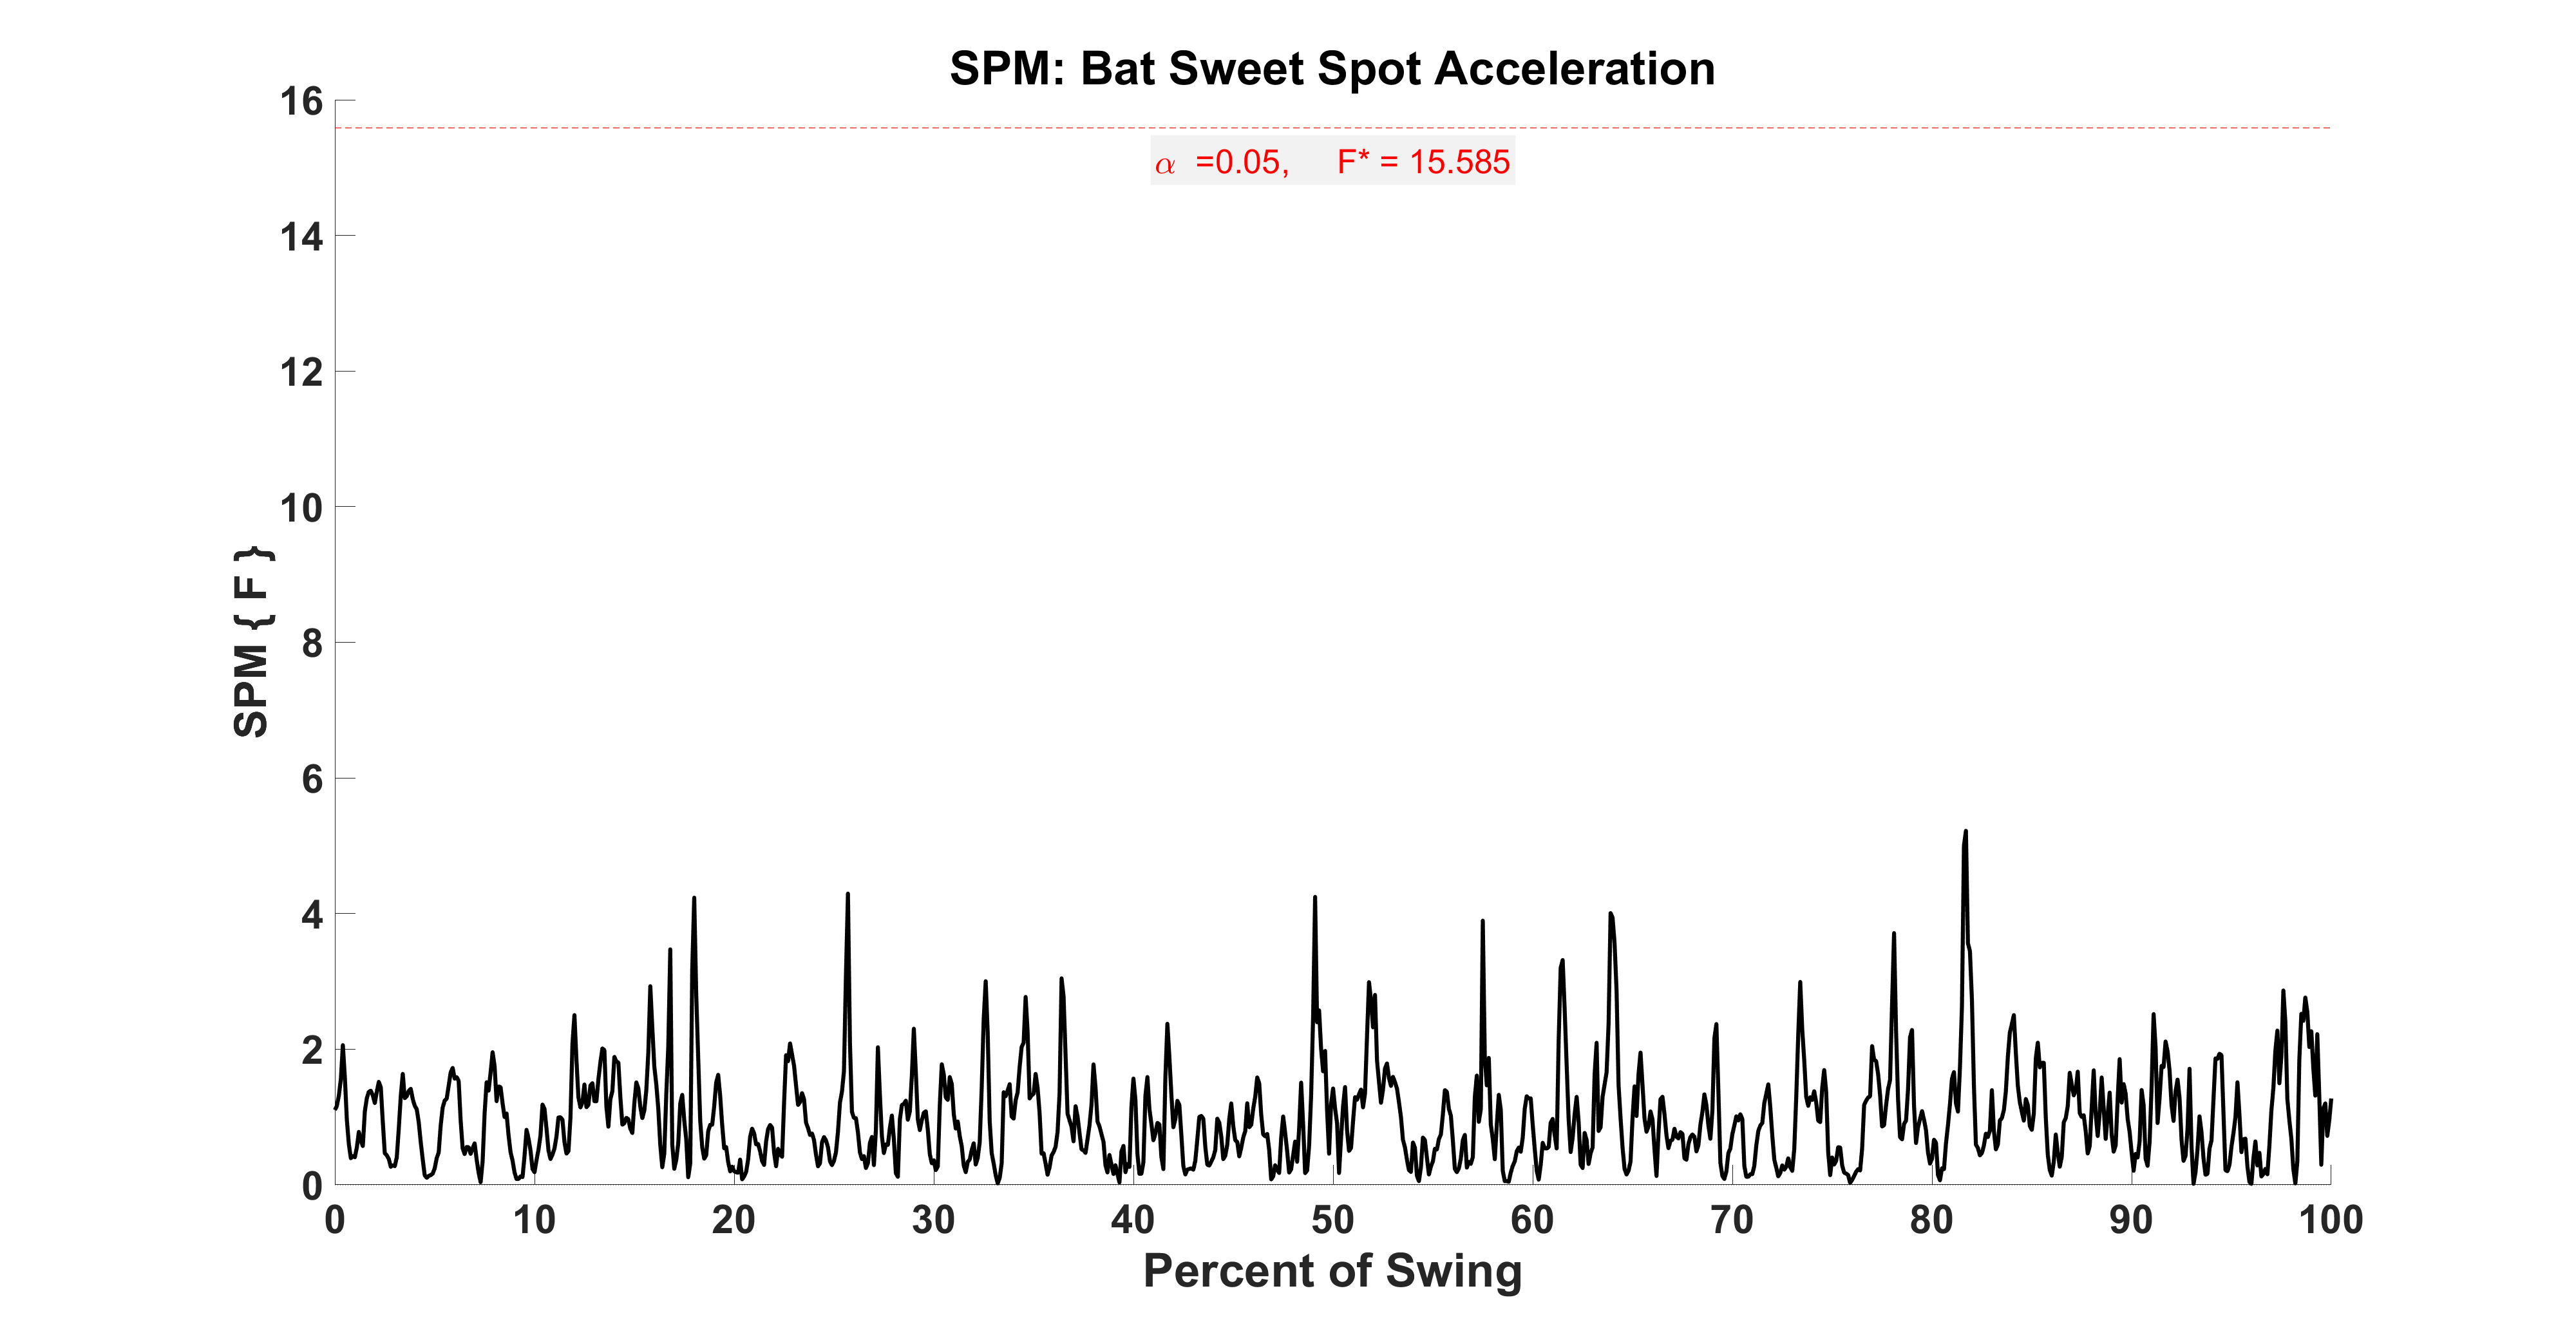 SPM: Bat Sweet Spot Acceleration
16
α =0.05, F* = 15.585
14
12
10
8
6
4
2
0
SPM { F }
0 10 20 30 40 50 60 70 80 90 100
Percent of Swing